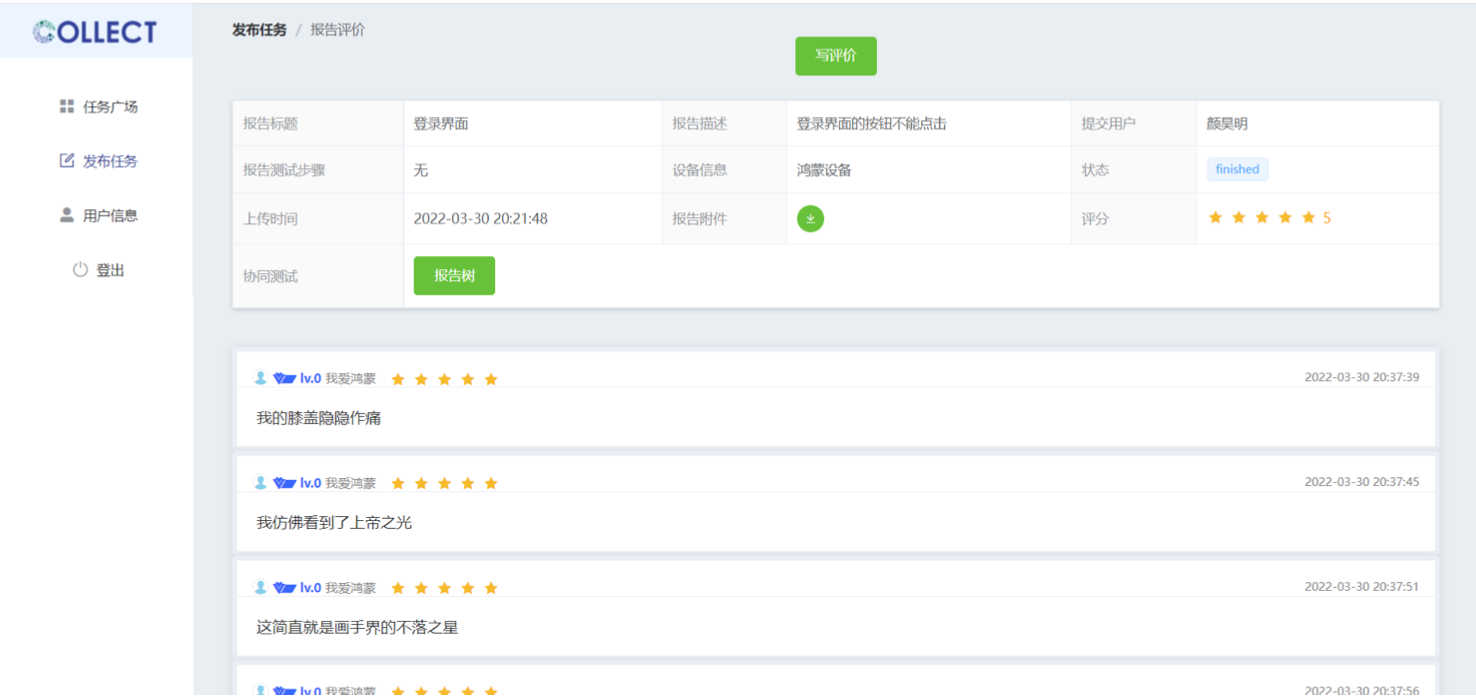 COLLECT
发布任务 / 报告评价
写评价
任务广场
发布任务
用户信息
登出
报告标题 登录界面 报告描述 登录界面的按钮不能点击 提交用户 颜昊明
报告测试步骤 无 设备信息 鸿蒙设备 状态 finished
上传时间 2022-03-30 20:21:48 报告附件 评分 5
协同测试 报告树
lv.0 我爱鸿蒙 2022-03-30 20:37:39
我的膝盖隐隐作痛
lv.0 我爱鸿蒙 2022-03-30 20:37:45
我仿佛看到了上帝之光
lv.0 我爱鸿蒙 2022-03-30 20:37:51
这简直就是画手界的不落之星
lv.0 我爱鸿蒙 2022-03-30 20:37:56